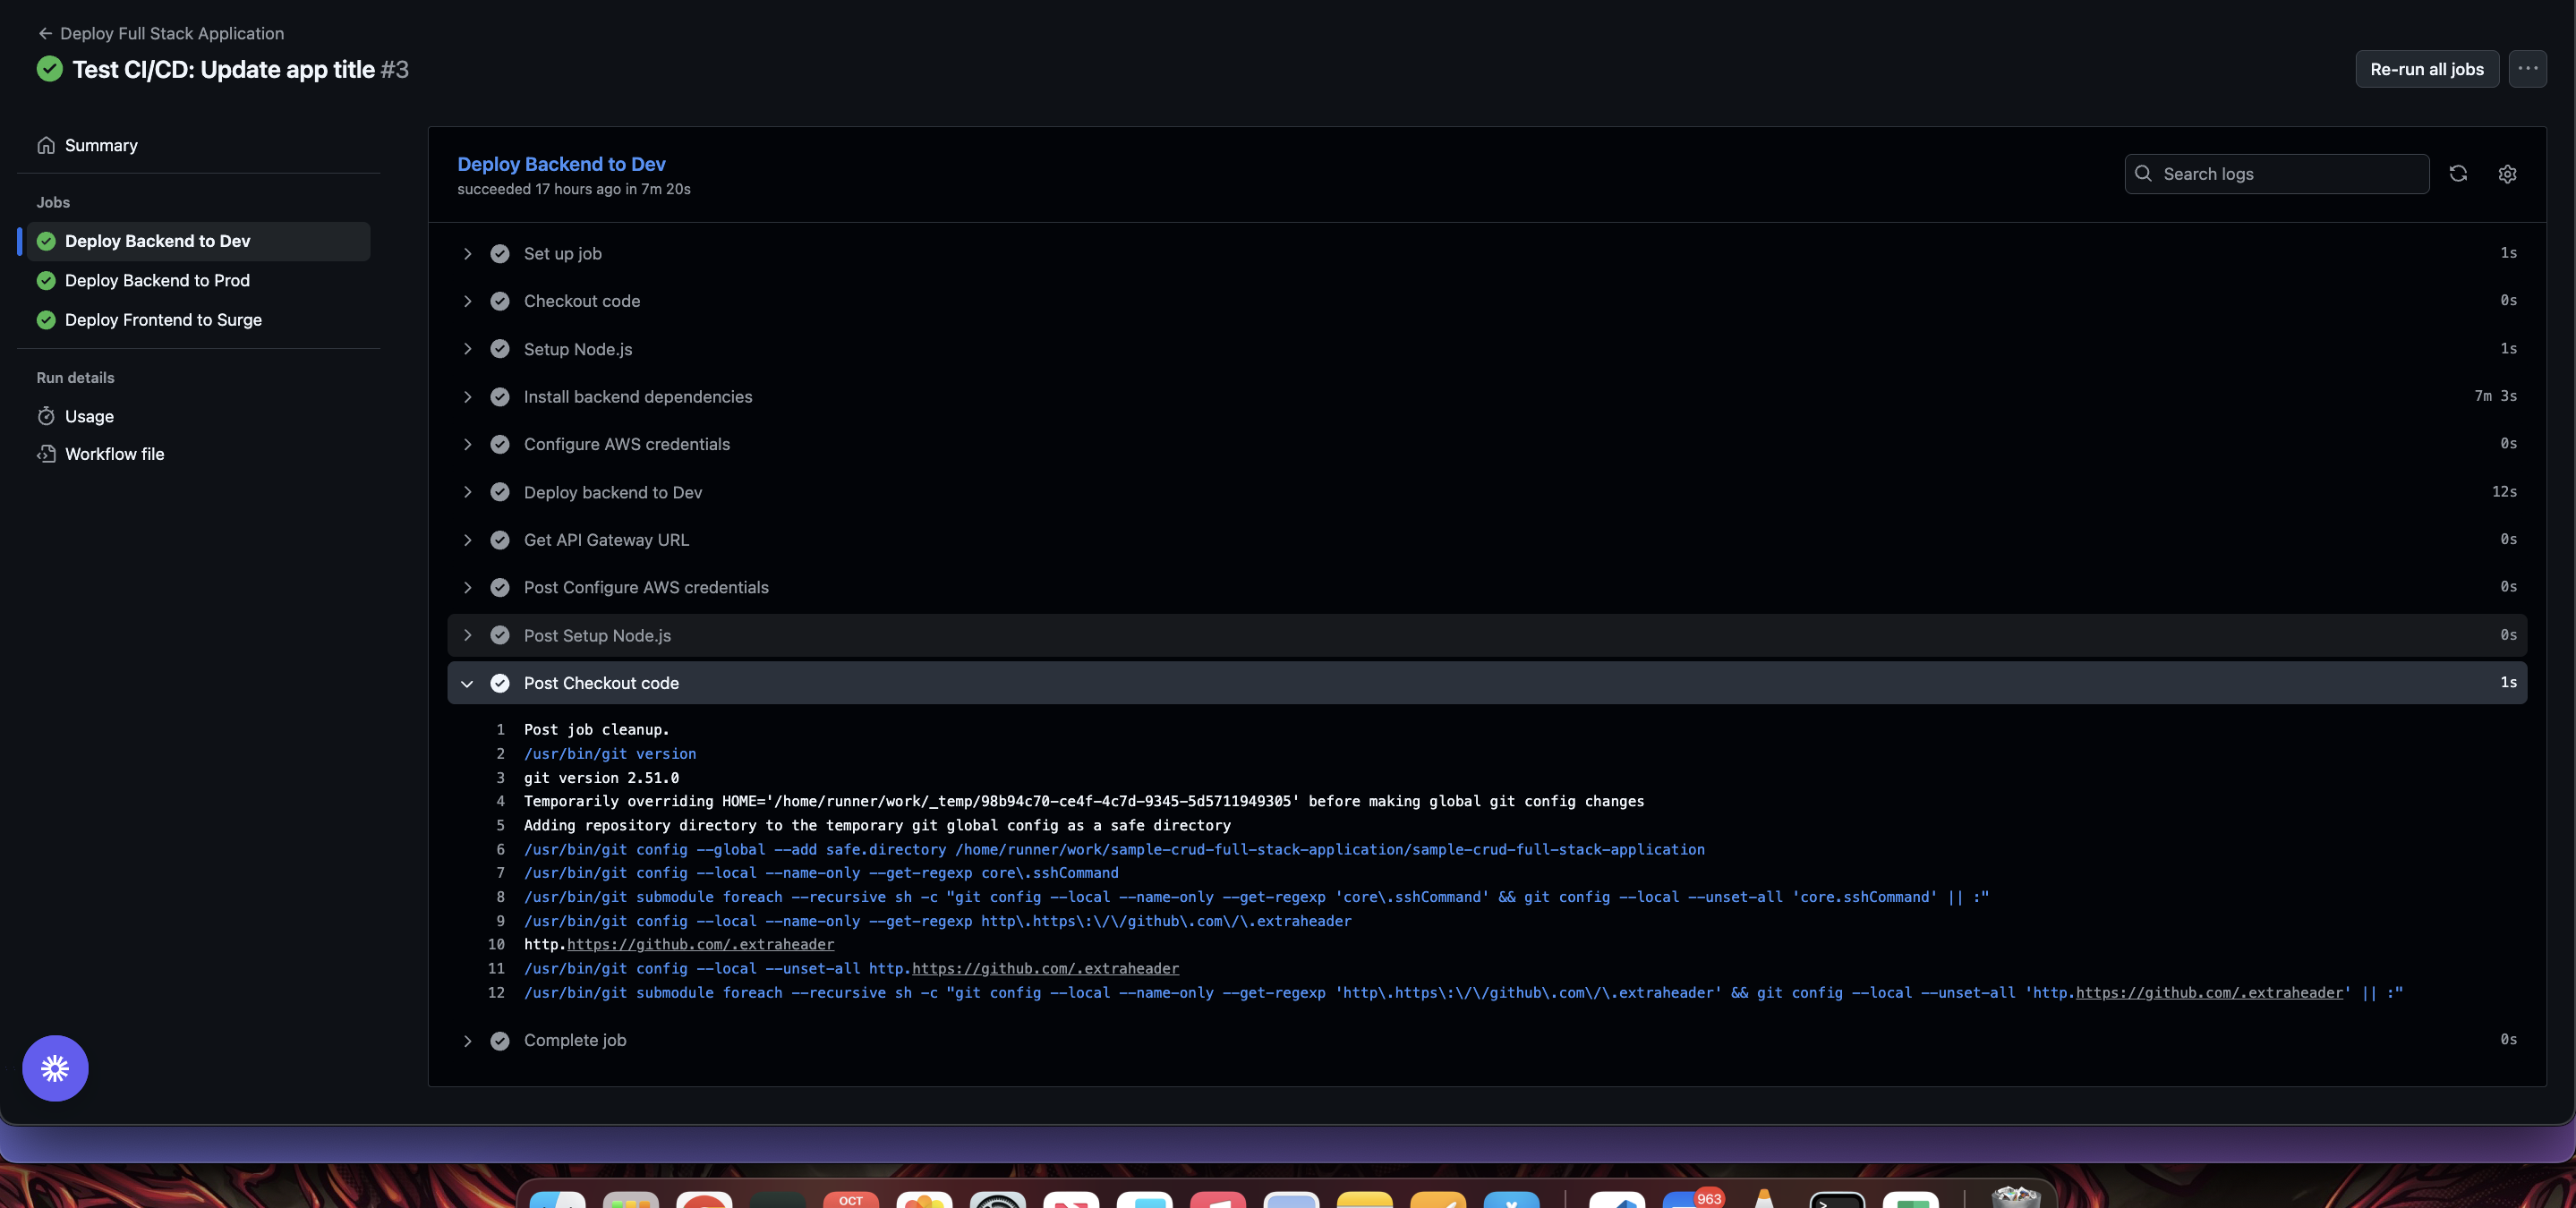 Deploy Full Stack Application
Test CI/CD: Update app title #3
Re-run all jobs
Summary
Jobs
Deploy Backend to Dev
Deploy Backend to Prod
Deploy Frontend to Surge
Run details
Usage
Workflow file
Deploy Backend to Dev
succeeded 17 hours ago in 7m 20s
Search logs
Set up job 1s
Checkout code 0s
Setup Node.js 1s
Install backend dependencies 7m 3s
Configure AWS credentials 0s
Deploy backend to Dev 12s
Get API Gateway URL 0s
Post Configure AWS credentials 0s
Post Setup Node.js 0s
Post Checkout code 1s
1 Post job cleanup.
2 /usr/bin/git version
3 git version 2.51.0
4 Temporarily overriding HOME='/home/runner/work/_temp/98b94c70-ce4f-4c7d-9345-5d5711949305' before making global git config changes
5 Adding repository directory to the temporary git global config as a safe directory
6 /usr/bin/git config --global --add safe.directory /home/runner/work/sample-crud-full-stack-application/sample-crud-full-stack-application
7 /usr/bin/git config --local --name-only --get-regexp core\.sshCommand
8 /usr/bin/git submodule foreach --recursive sh -c "git config --local --name-only --get-regexp 'core\.sshCommand' && git config --local --unset-all 'core.sshCommand' || :"
9 /usr/bin/git config --local --name-only --get-regexp http\.https\:\/\/github\.com\/\.extraheader
10 http.https://github.com/.extraheader
11 /usr/bin/git config --local --unset-all http.https://github.com/.extraheader
12 /usr/bin/git submodule foreach --recursive sh -c "git config --local --name-only --get-regexp 'http\.https\:\/\/github\.com\/\.extraheader' && git config --local --unset-all 'http.https://github.com/.extraheader' || :"
Complete job 0s
OCT
963